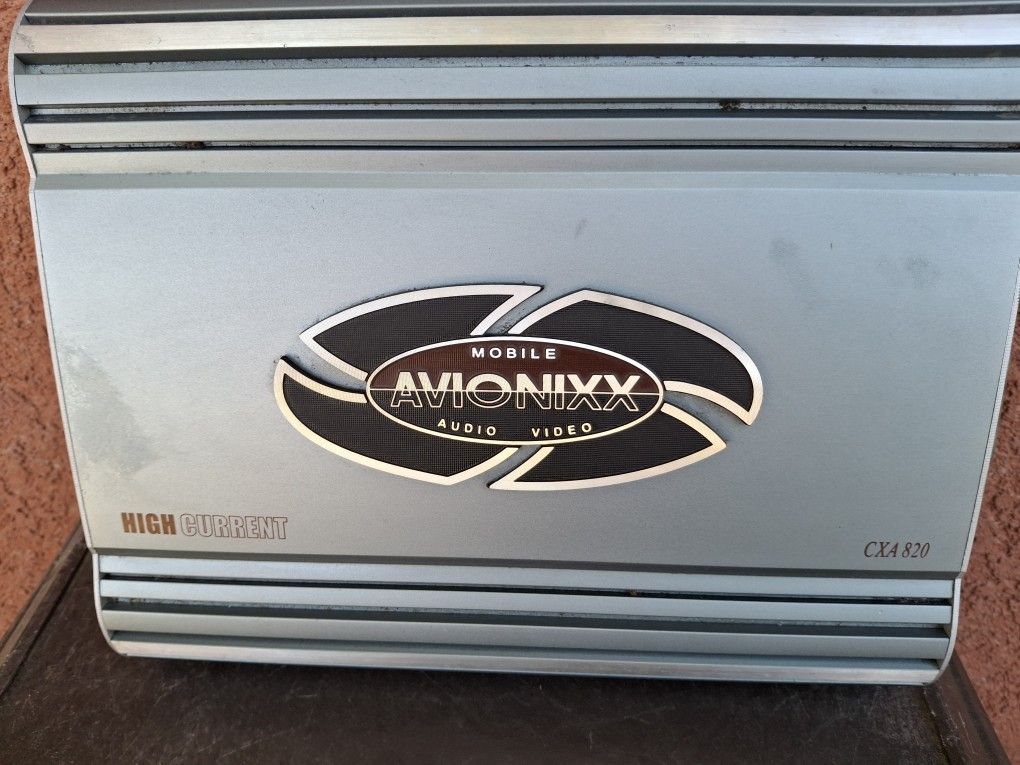 MOBILE
AVIONIXX
AUDIO VIDEO
HIGH CURRENT
CXA 820